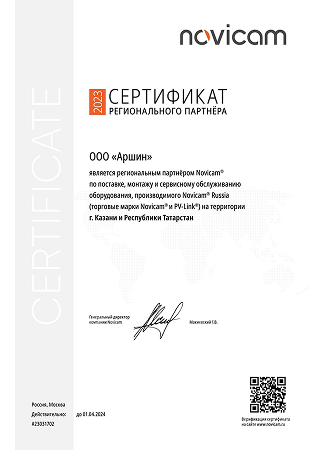 novicam
CERTIFICATE
2023
СЕРТИФИКАТ
РЕГИОНАЛЬНОГО ПАРТНЁРА
ООО «Аршин»
является региональным партнёром Novicam®
по поставке, монтажу и сервисному обслуживанию
оборудования, производимого Novicam® Russia
(торговые марки Novicam® и PV-Link®) на территории
г. Казани и Республики Татарстан
Генеральный директор
компании Novicam
Мокиевский Г.В.
Россия, Москва
Действительно: до 01.04.2024
A23031702
Верификация сертификата
на сайте www.novicam.ru